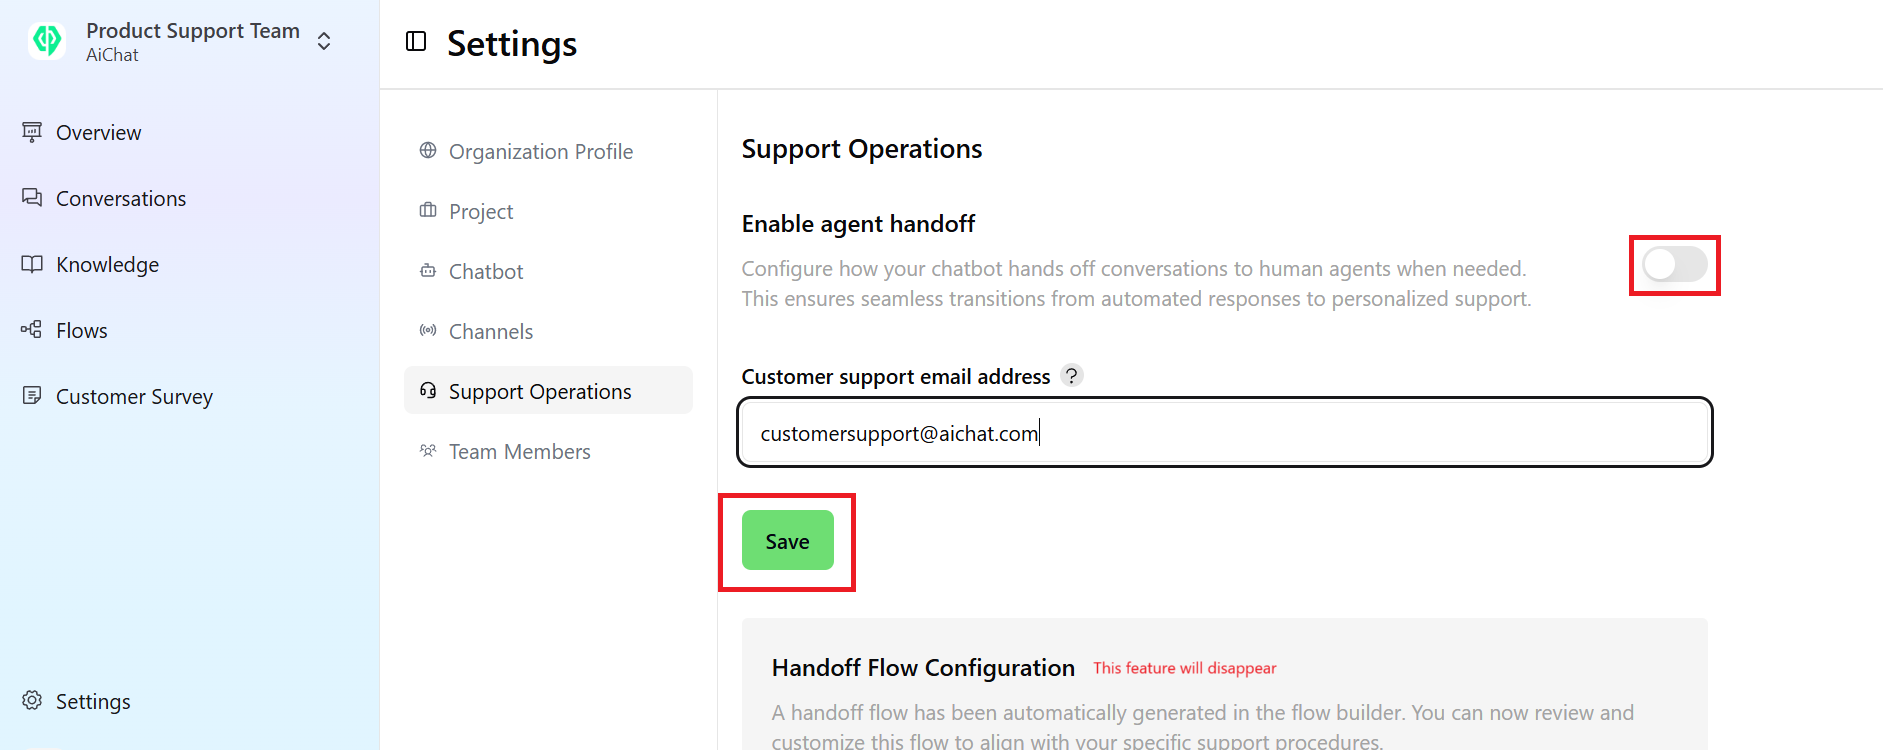 Product Support Team
AiChat
Overview
Conversations
Knowledge
Flows
Customer Survey
Settings
Settings
Organization Profile
Project
Chatbot
Channels
Support Operations
Team Members
Support Operations
Enable agent handoff
Configure how your chatbot hands off conversations to human agents when needed.
This ensures seamless transitions from automated responses to personalized support.
Customer support email address ?
customersupport@aichat.com
Save
Handoff Flow Configuration This feature will disappear
A handoff flow has been automatically generated in the flow builder. You can now review and
customize this flow to align with your specific support procedures.